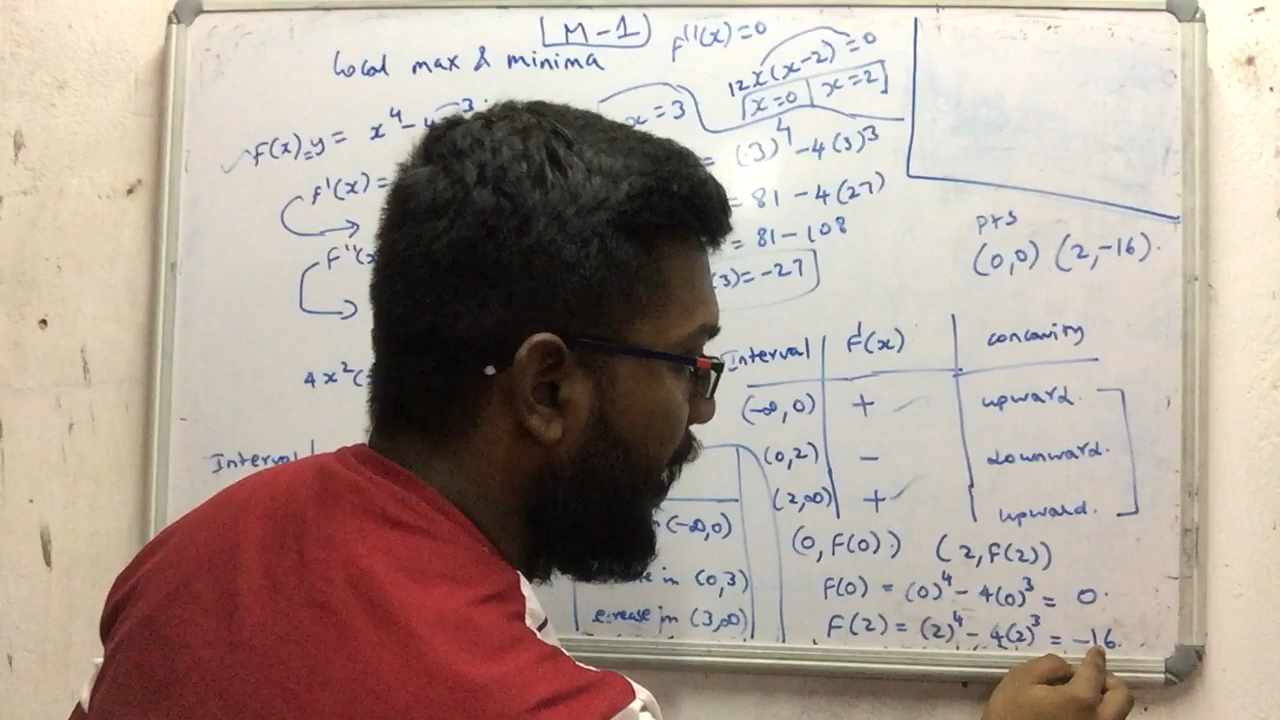 [M-1]
Local max & minima
f''(x)=0
12x(x-2)=0
x=0 | x=2
f(x)=y= x⁴-
x=3
= (3)⁴-4(3)³
f'(x)=
= 81-4(27)
f''(x
= 81-108
(3)=-27
4x²(
pts
(0,0) (2,-16).
Interval
Interval | f'(x) | concavity
(-∞,0) | + | upward.
(0,2) | - | downward.
(2,∞) | + | upward.
(-∞,0)
in (0,3)
ecrease in (3,∞)
(0,F(0)) (2,F(2))
F(0) = (0)⁴-4(0)³ = 0.
F(2) = (2)⁴-4(2)³ = -16.